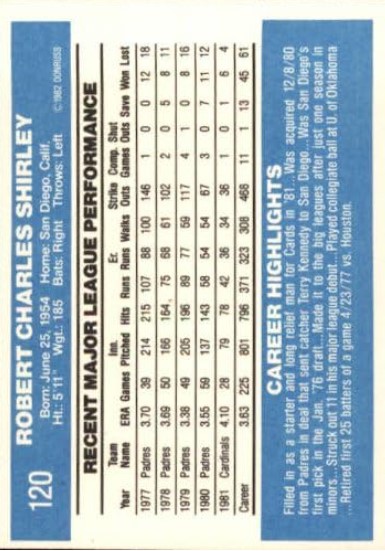 120
ROBERT CHARLES SHIRLEY
Born: June 25, 1954 Home: San Diego, Calif.
Ht.: 5'11" Wgt.: 185 Bats: Right Throws: Left
©1982 DONRUSS
RECENT MAJOR LEAGUE PERFORMANCE
Team Inn. Er. Strike Comp. Shut
Year Name ERA Games Pitched Hits Runs Runs Walks Outs Games Outs Save Won Lost
1977 Padres 3.70 39 214 215 107 88 100 146 1 0 0 12 18
1978 Padres 3.69 50 166 164 75 68 61 102 2 0 5 8 11
1979 Padres 3.38 49 205 196 89 77 59 117 4 1 0 8 16
1980 Padres 3.55 59 137 143 58 54 54 67 3 0 7 11 12
1981 Cardinals 4.10 28 79 78 42 36 34 36 1 0 1 6 4
Career 3.63 225 801 796 371 323 308 468 11 1 13 45 61
CAREER HIGHLIGHTS
Filled in as a starter and long relief man for Cards in '81...Was acquired 12/8/80
from Padres in deal that sent catcher Terry Kennedy to San Diego...Was San Diego's
first pick in the Jan. '76 draft...Made it to the big leagues after just one season in
minors...Struck out 11 in his major league debut...Played collegiate ball at U. of Oklahoma
...Retired first 25 batters of a game 4/23/77 vs. Houston.